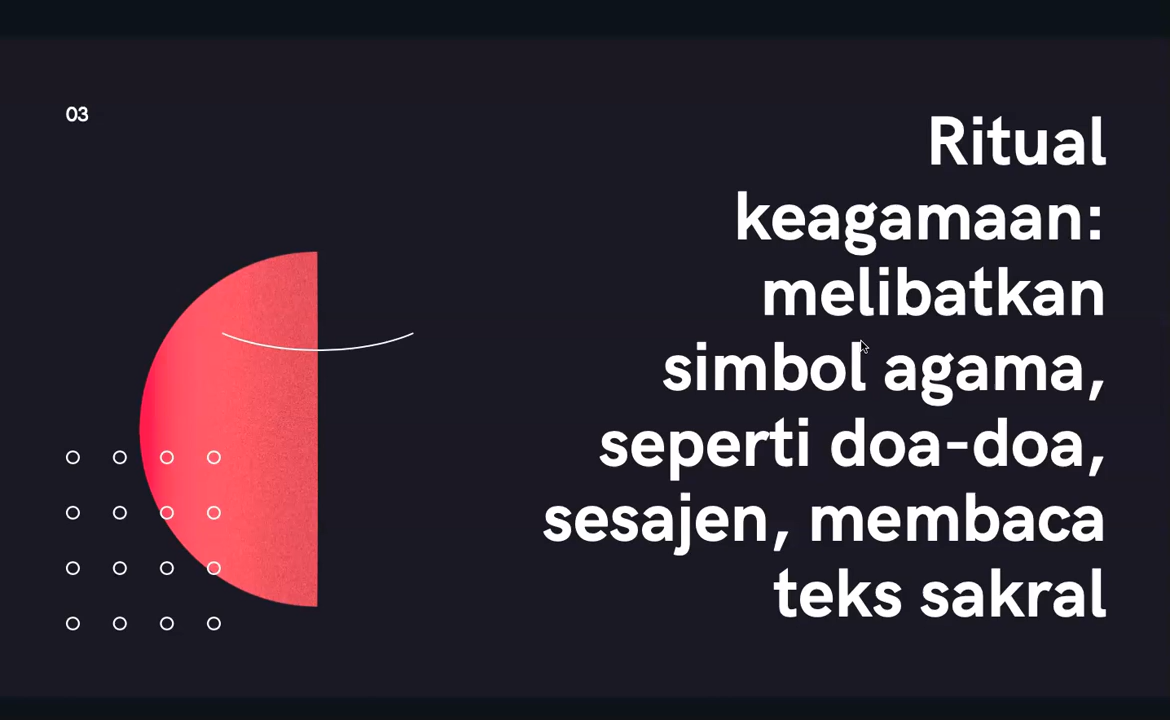 03
Ritual
keagamaan:
melibatkan
simbol agama,
seperti doa-doa,
sesajen, membaca
teks sakral